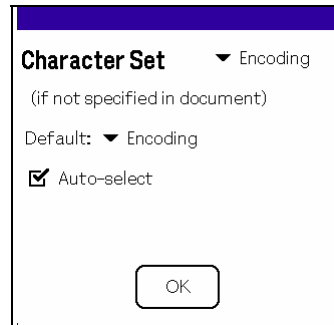 Character Set Encoding
(if not specified in document)
Default: Encoding
Auto-select
OK